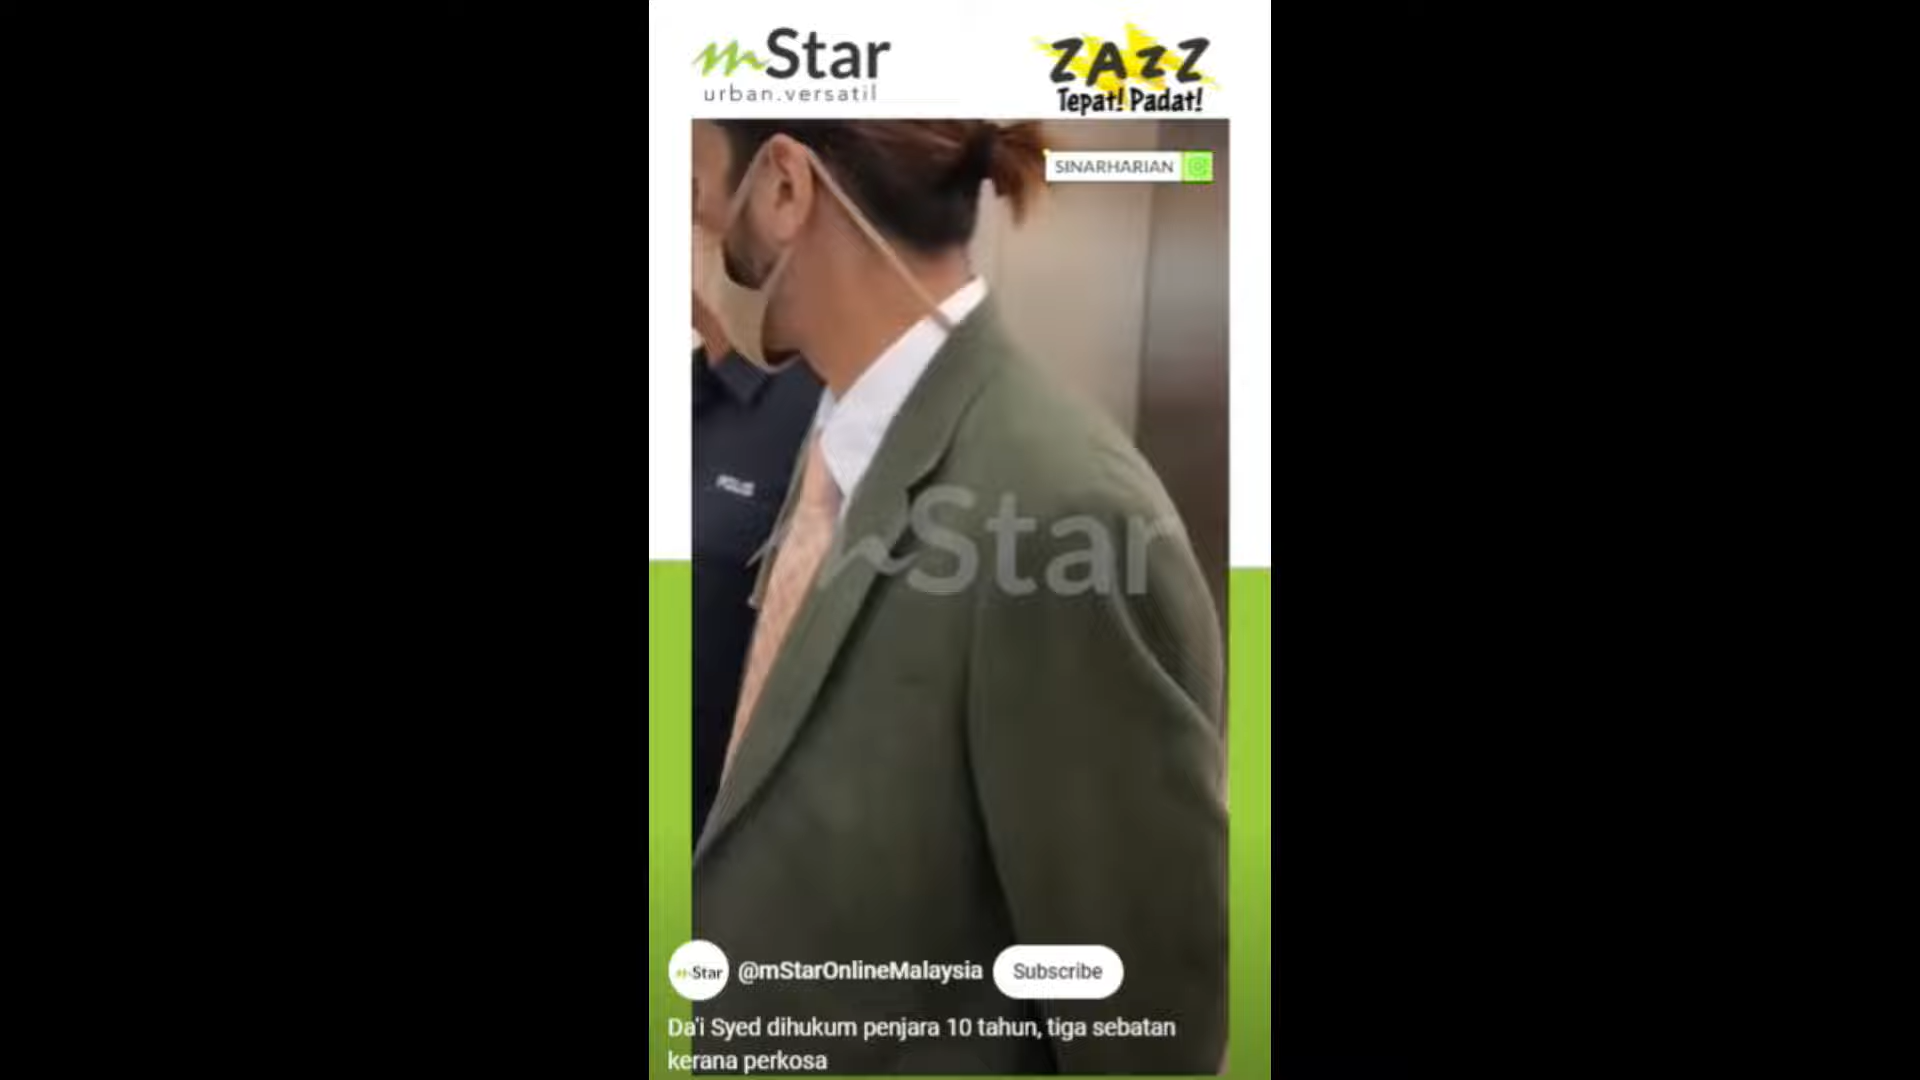 mStar
urban.versatil
ZAZZ
Tepat! Padat!
SINARHARIAN
POLIS
mStar
mStar
@mStarOnlineMalaysia
Subscribe
Da'i Syed dihukum penjara 10 tahun, tiga sebatan
kerana perkosa